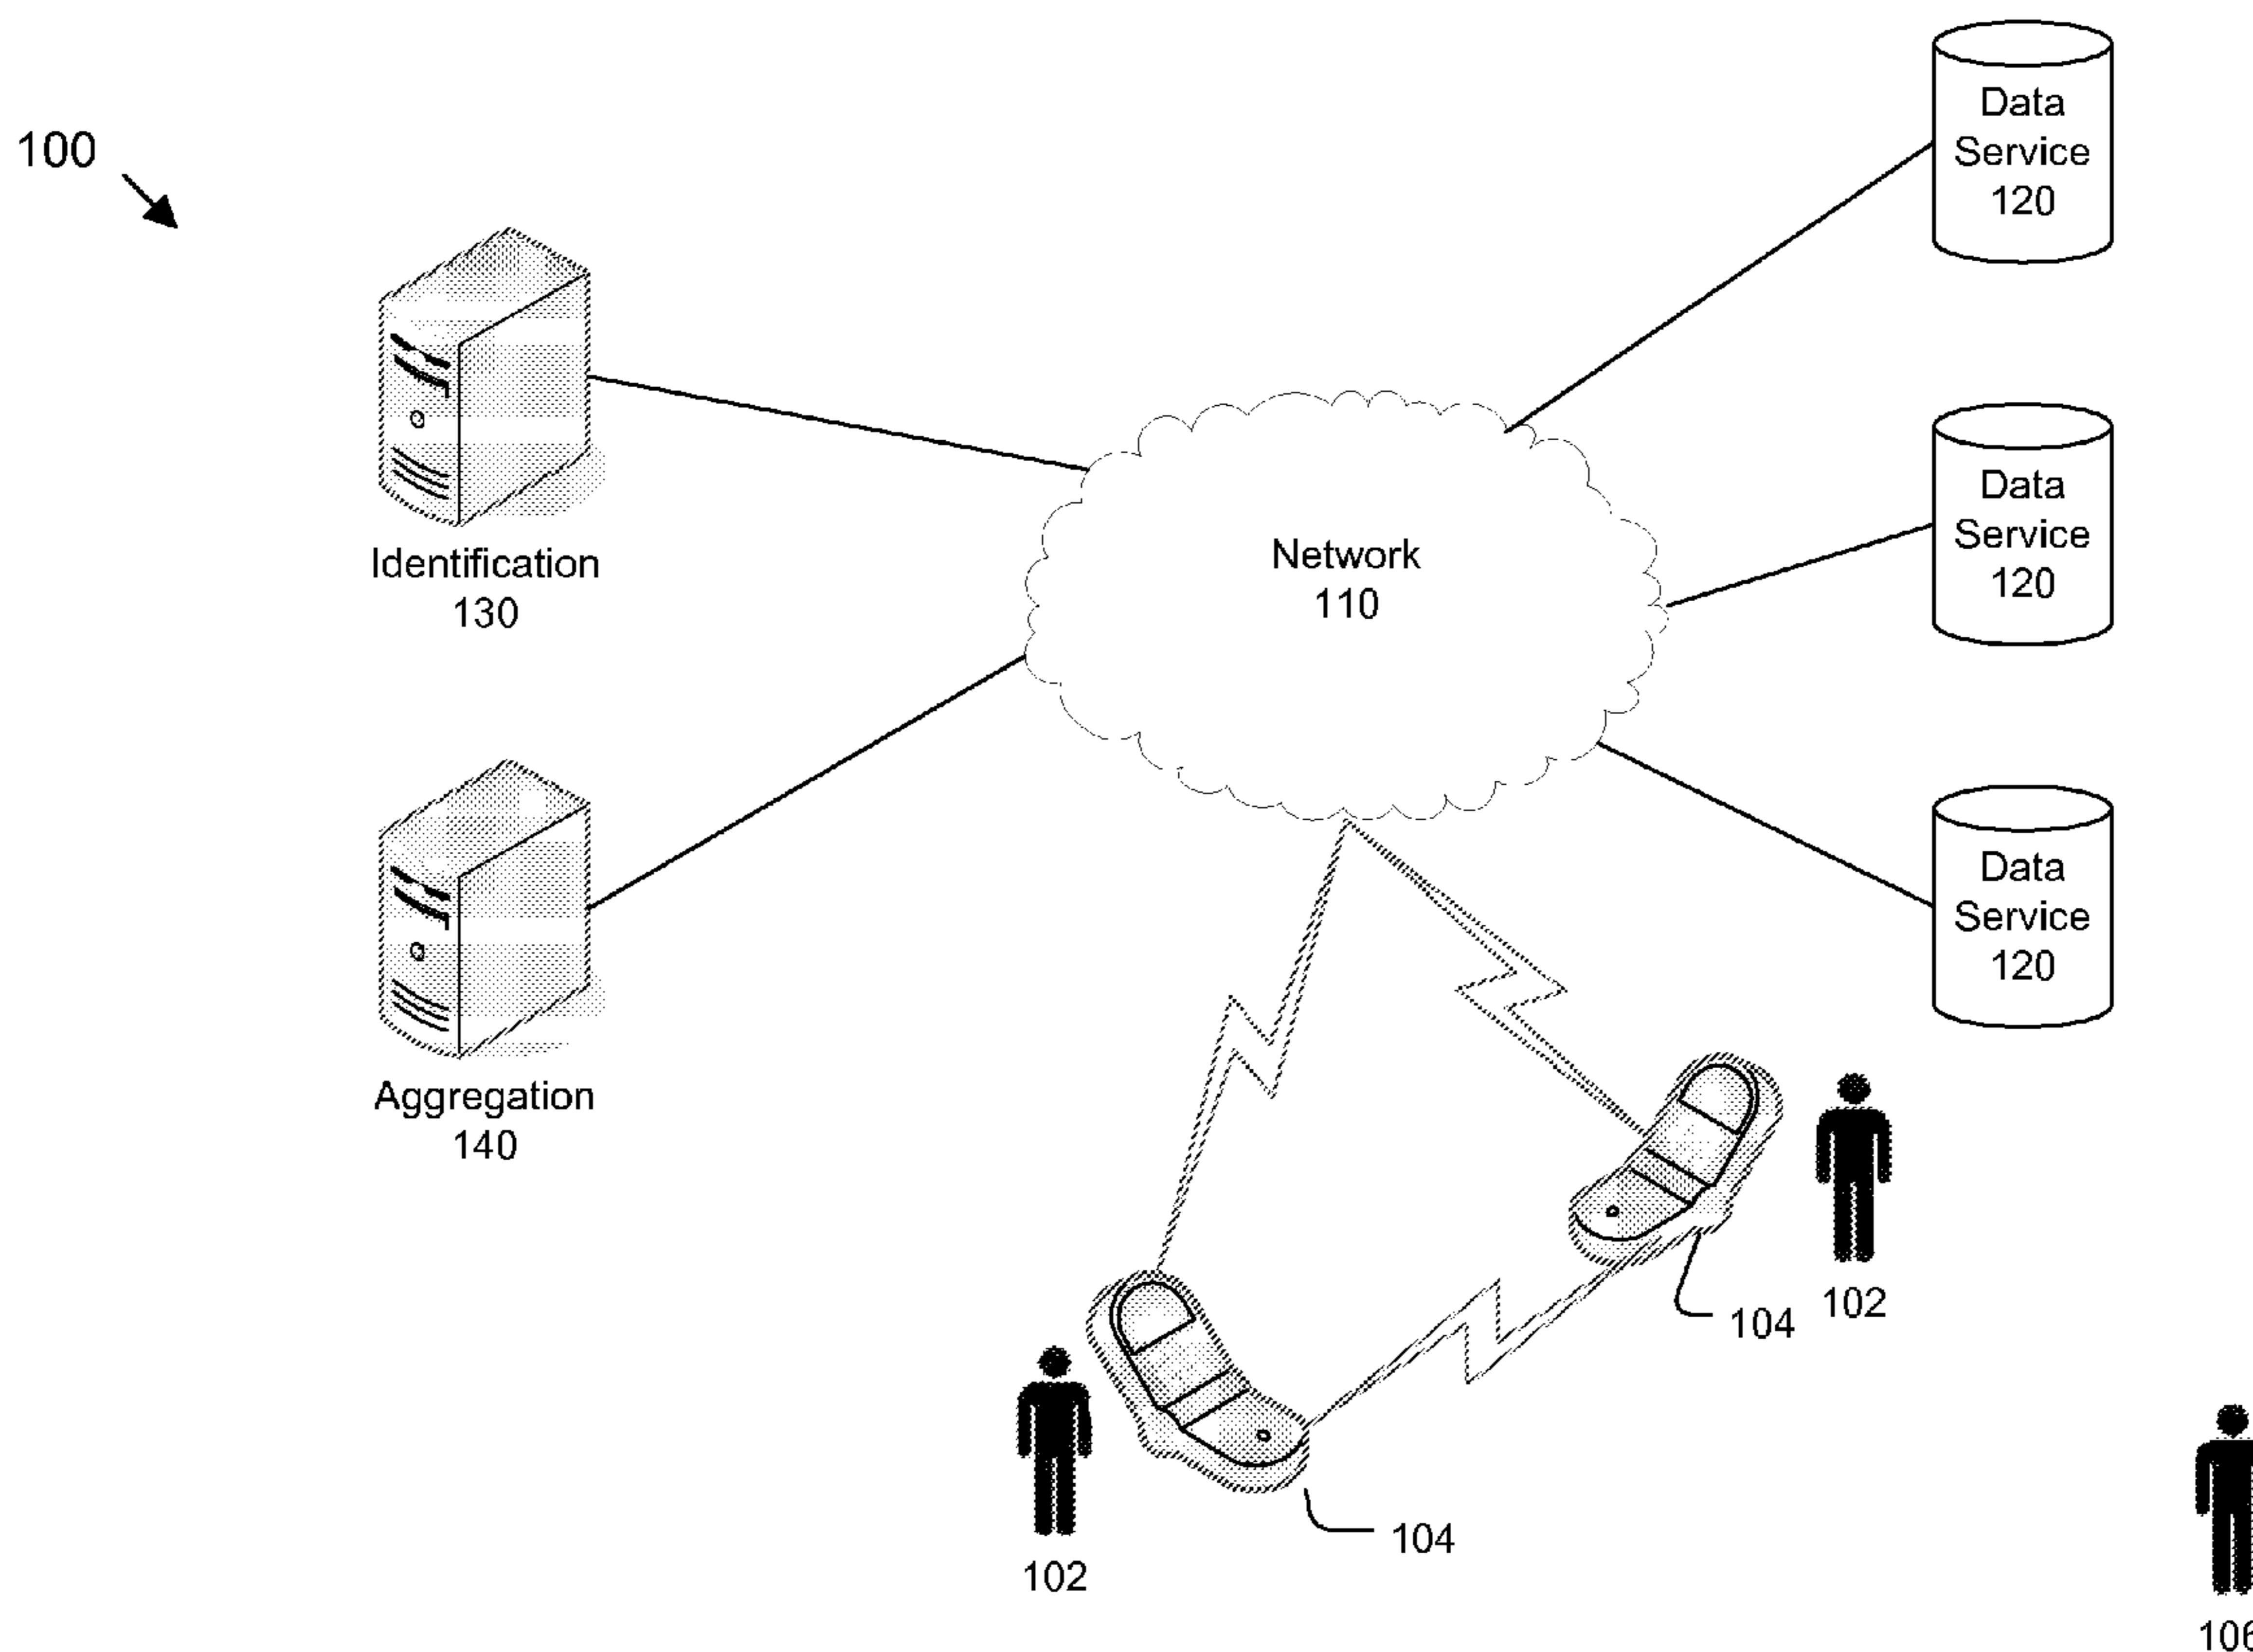 100
Data
Service
120
Identification
130
Network
110
Data
Service
120
Aggregation
140
Data
Service
120
104
102
104
102
106